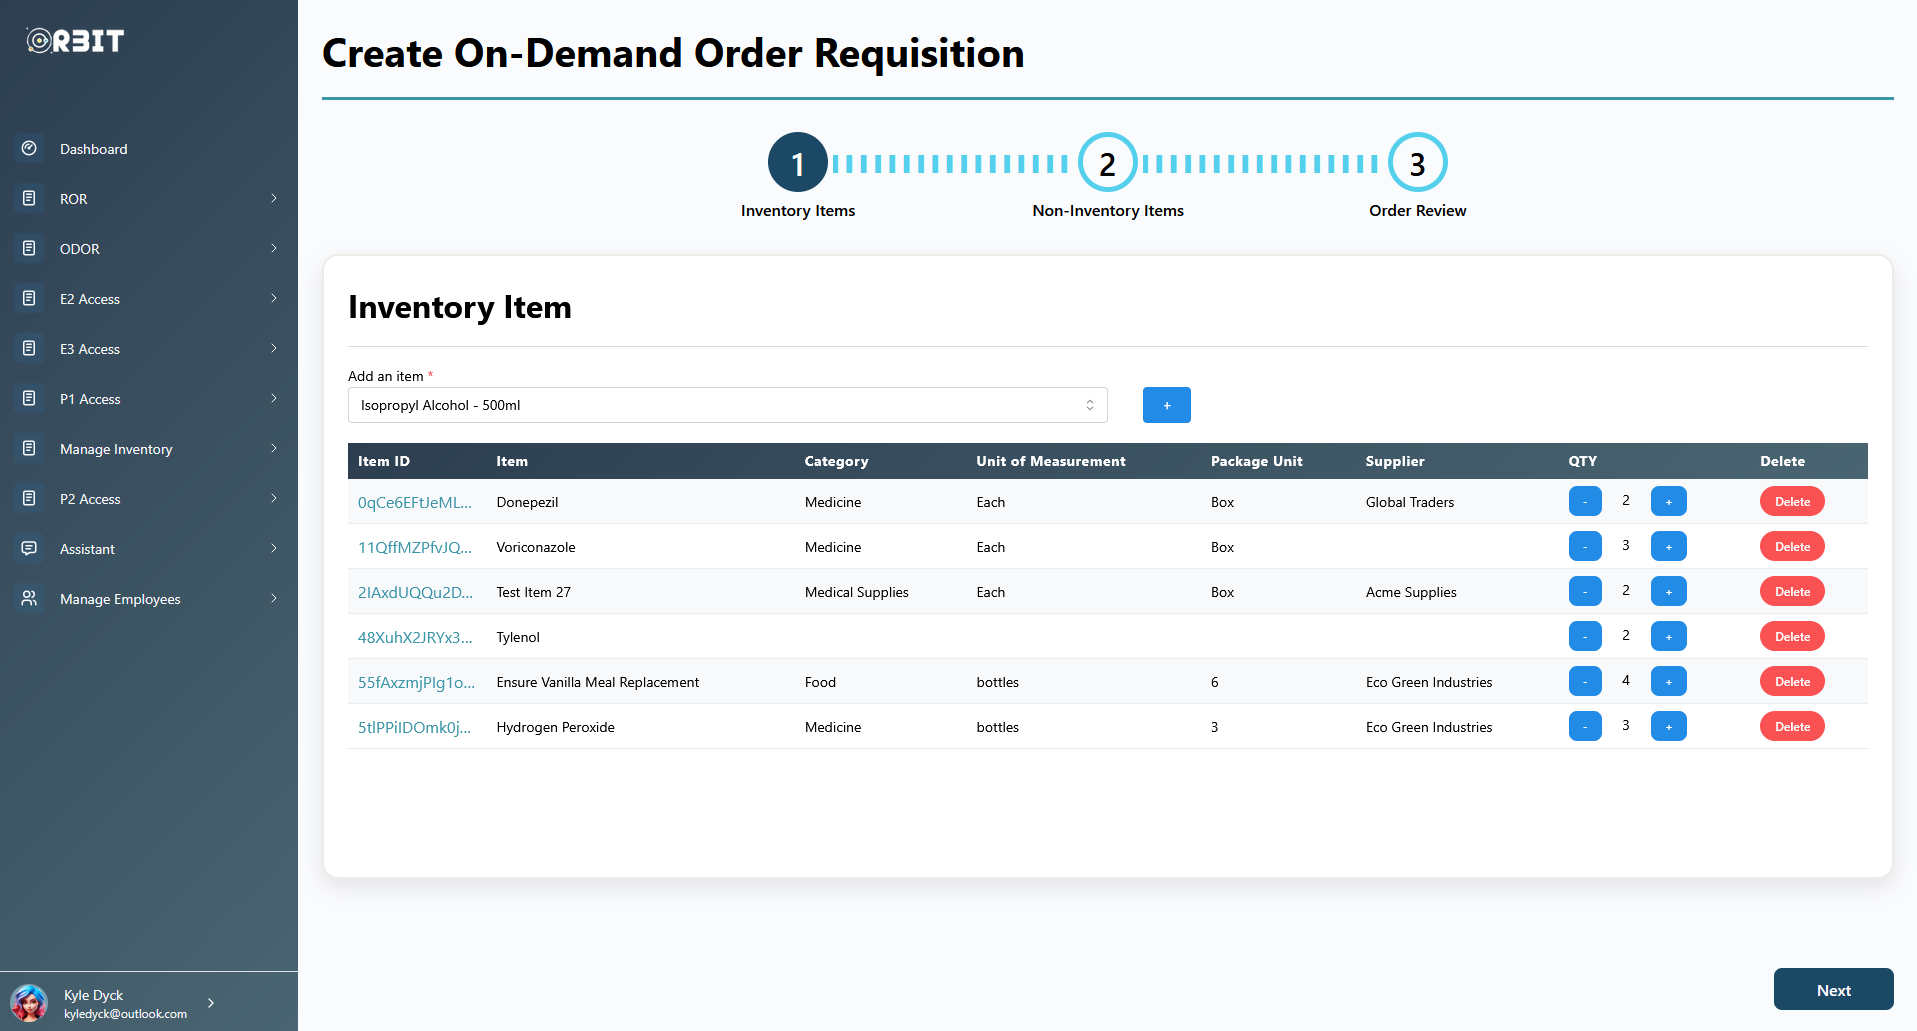 ORBIT
Dashboard
ROR
ODOR
E2 Access
E3 Access
P1 Access
Manage Inventory
P2 Access
Assistant
Manage Employees
Kyle Dyck
kyledyck@outlook.com
Create On-Demand Order Requisition
1 2 3
Inventory Items Non-Inventory Items Order Review
Inventory Item
Add an item *
Isopropyl Alcohol - 500ml +
Item ID Item Category Unit of Measurement Package Unit Supplier QTY Delete
0qCe6EFtJeML... Donepezil Medicine Each Box Global Traders - 2 + Delete
11QffMZPfvJQ... Voriconazole Medicine Each Box - 3 + Delete
2IAxdUQQu2D... Test Item 27 Medical Supplies Each Box Acme Supplies - 2 + Delete
48XuhX2JRYx3... Tylenol - 2 + Delete
55fAxzmjPIg1o... Ensure Vanilla Meal Replacement Food bottles 6 Eco Green Industries - 4 + Delete
5tlPPiIDOmk0j... Hydrogen Peroxide Medicine bottles 3 Eco Green Industries - 3 + Delete
Next